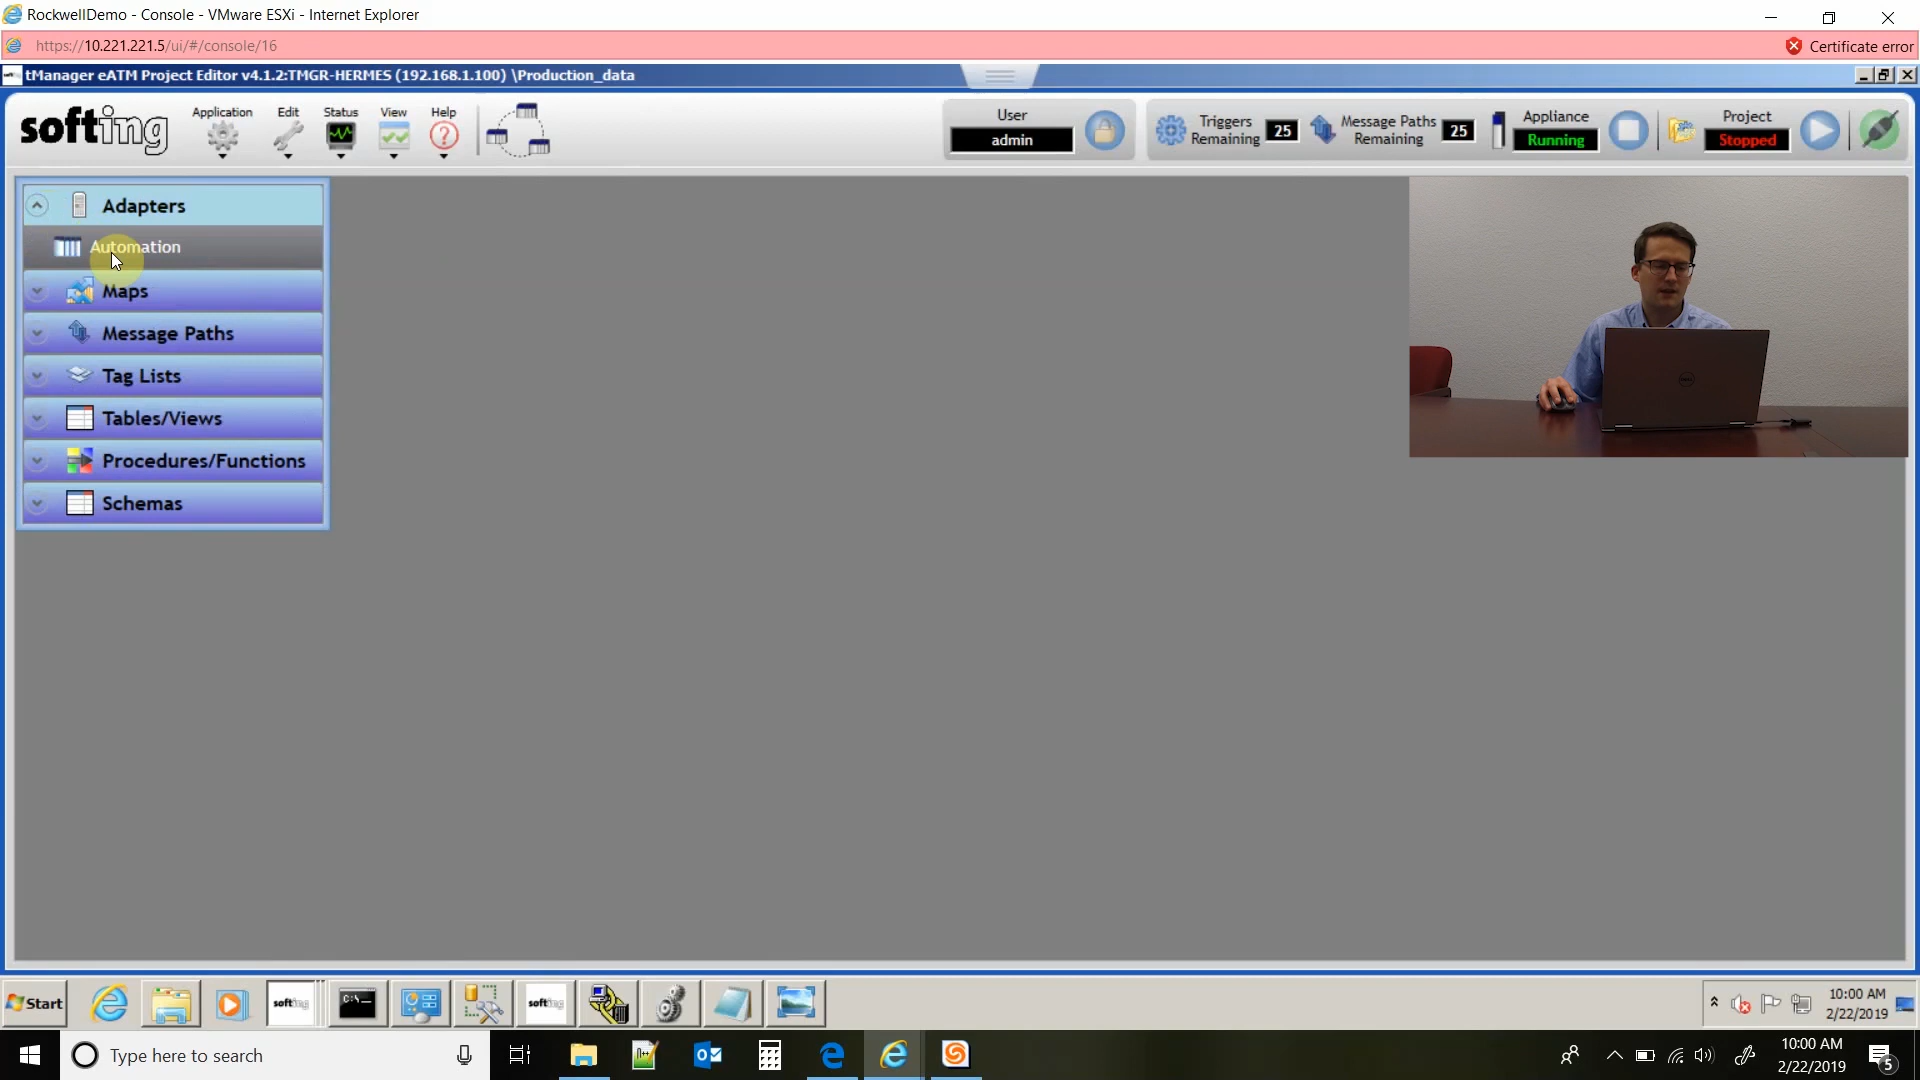 RockwellDemo - Console - VMware ESXi - Internet Explorer
https://10.221.221.5/ui/#/console/16
Certificate error
tManager eATM Project Editor v4.1.2:TMGR-HERMES (192.168.1.100) \Production_data
softing
Application
Edit
Status
View
Help
User
admin
Triggers
Remaining
25
Message Paths
Remaining
25
Appliance
Running
Project
Stopped
Adapters
Automation
Maps
Message Paths
Tag Lists
Tables/Views
Procedures/Functions
Schemas
Start
softing
C:\_
softing
10:00 AM
2/22/2019
Type here to search
10:00 AM
2/22/2019
5